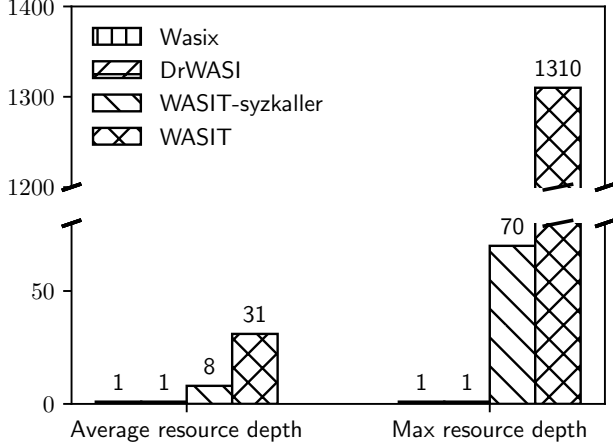 1400
1300
1200
50
0
Wasix
DrWASI
WASIT-syzkaller
WASIT
1310
70
31
8
1 1
1 1
Average resource depth
Max resource depth